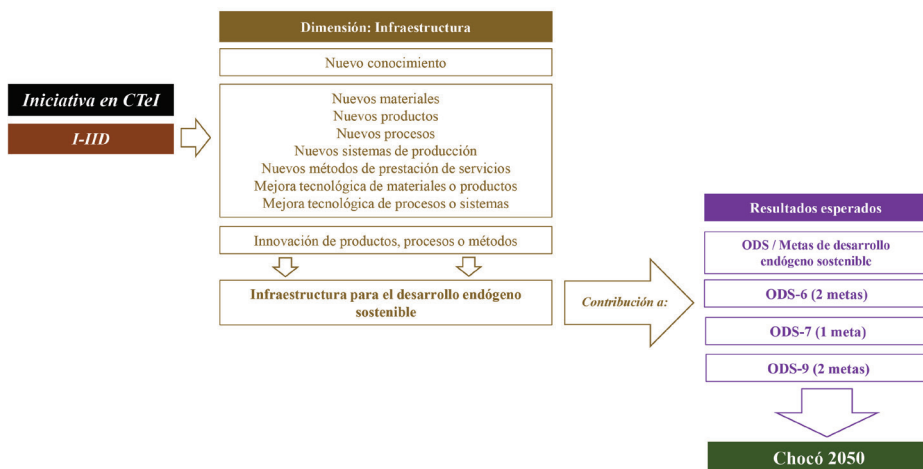 Dimensión: Infraestructura
Nuevo conocimiento
Iniciativa en CTeI
I-IID
Nuevos materiales
Nuevos productos
Nuevos procesos
Nuevos sistemas de producción
Nuevos métodos de prestación de servicios
Mejora tecnológica de materiales o productos
Mejora tecnológica de procesos o sistemas
Innovación de productos, procesos o métodos
Infraestructura para el desarrollo endógeno
sostenible
Contribución a:
Resultados esperados
ODS / Metas de desarrollo
endógeno sostenible
ODS-6 (2 metas)
ODS-7 (1 meta)
ODS-9 (2 metas)
Chocó 2050